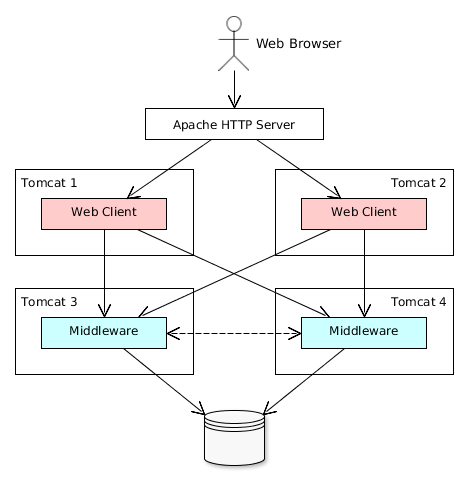 Web Browser
Apache HTTP Server
Tomcat 1
Tomcat 2
Web Client
Web Client
Tomcat 3
Tomcat 4
Middleware
Middleware